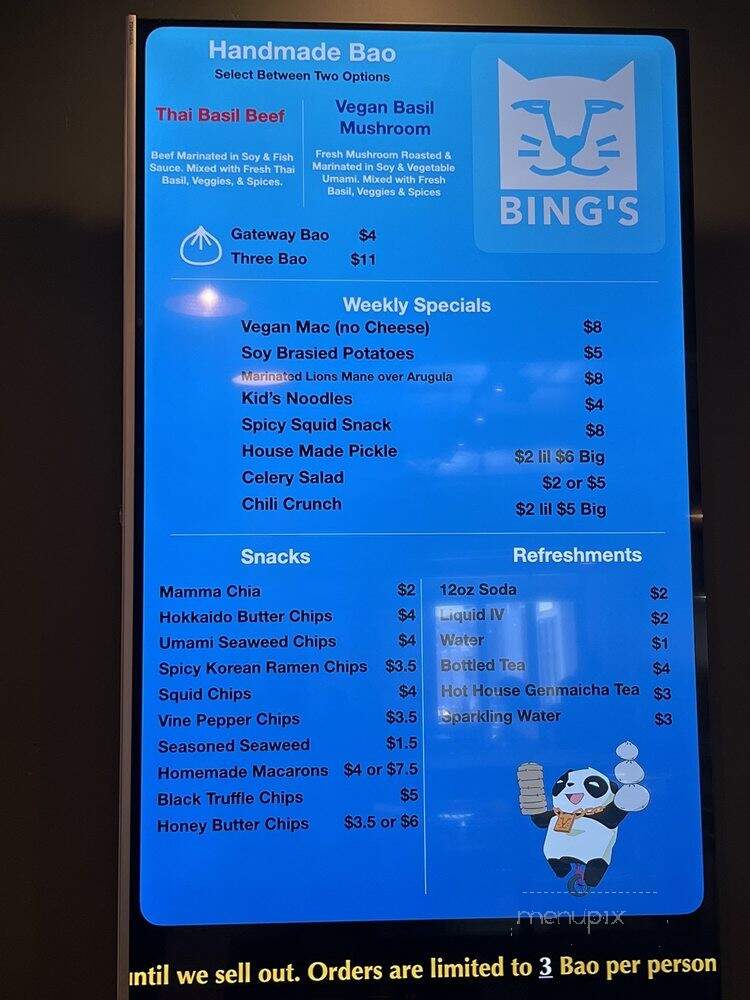 Handmade Bao
Select Between Two Options
Thai Basil Beef
Beef Marinated in Soy & Fish
Sauce. Mixed with Fresh Thai
Basil, Veggies, & Spices.
Vegan Basil
Mushroom
Fresh Mushroom Roasted &
Marinated in Soy & Vegetable
Umami. Mixed with Fresh
Basil, Veggies & Spices
BING'S
Gateway Bao $4
Three Bao $11
Weekly Specials
Vegan Mac (no Cheese) $8
Soy Brasied Potatoes $5
Marinated Lions Mane over Arugula $8
Kid's Noodles $4
Spicy Squid Snack $8
House Made Pickle $2 lil $6 Big
Celery Salad $2 or $5
Chili Crunch $2 lil $5 Big
Snacks
Mamma Chia $2
Hokkaido Butter Chips $4
Umami Seaweed Chips $4
Spicy Korean Ramen Chips $3.5
Squid Chips $4
Vine Pepper Chips $3.5
Seasoned Seaweed $1.5
Homemade Macarons $4 or $7.5
Black Truffle Chips $5
Honey Butter Chips $3.5 or $6
Refreshments
12oz Soda $2
Liquid IV $2
Water $1
Bottled Tea $4
Hot House Genmaicha Tea $3
Sparkling Water $3
menupix
until we sell out. Orders are limited to 3 Bao per person